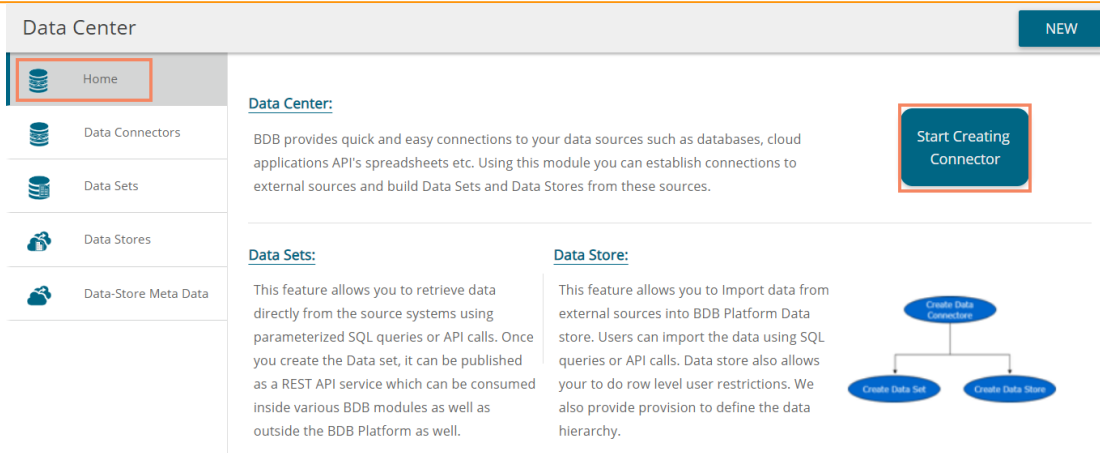 Data Center
NEW
Home
Data Connectors
Data Sets
Data Stores
Data-Store Meta Data
Data Center:
BDB provides quick and easy connections to your data sources such as databases, cloud
applications API's spreadsheets etc. Using this module you can establish connections to
external sources and build Data Sets and Data Stores from these sources.
Start Creating
Connector
Data Sets:
This feature allows you to retrieve data
directly from the source systems using
parameterized SQL queries or API calls. Once
you create the Data set, it can be published
as a REST API service which can be consumed
inside various BDB modules as well as
outside the BDB Platform as well.
Data Store:
This feature allows you to Import data from
external sources into BDB Platform Data
store. Users can import the data using SQL
queries or API calls. Data store also allows
your to do row level user restrictions. We
also provide provision to define the data
hierarchy.
Create Data
Connectore
Create Data Set
Create Data Store